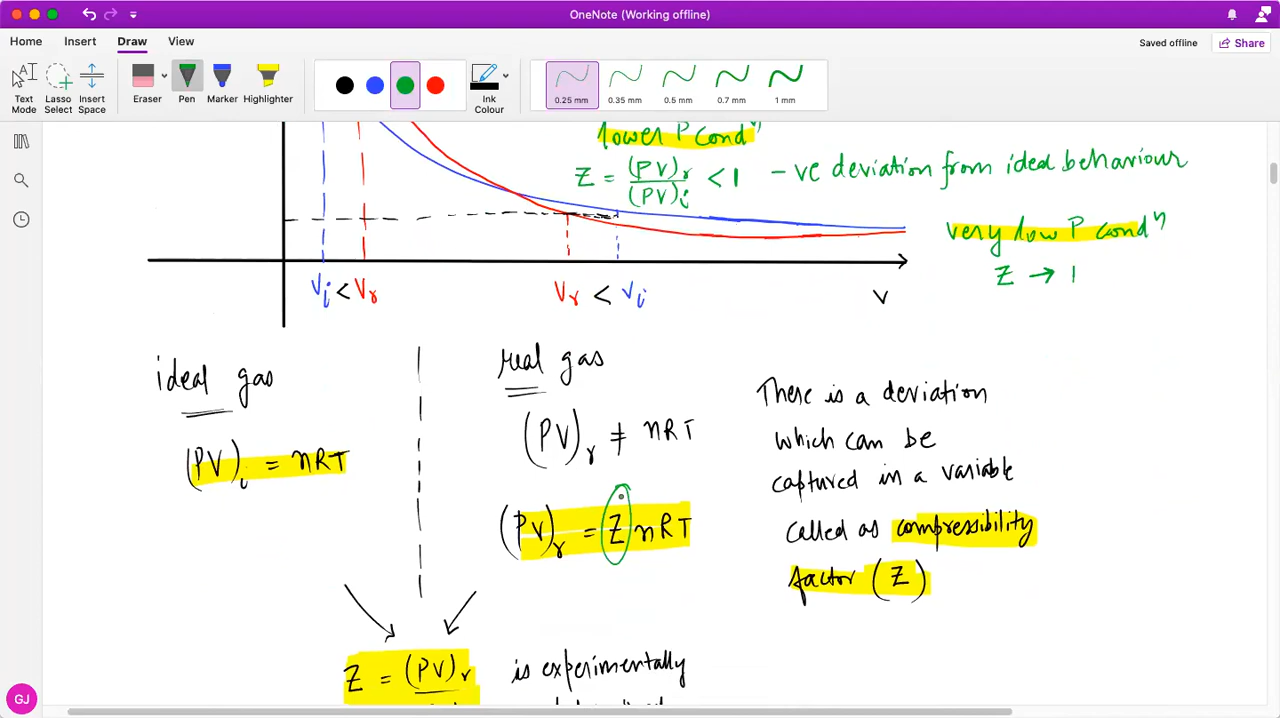 OneNote (Working offline)
Home Insert Draw View
Saved offline
Share
Text Mode
Lasso Select
Insert Space
Eraser
Pen
Marker
Highlighter
Ink Colour
0.25 mm
0.35 mm
0.5 mm
0.7 mm
1 mm
lower P condⁿ
Z = (PV)r / (PV)i < 1 - ve deviation from ideal behaviour
very low P condⁿ
Z → 1
Vi < Vr
Vr < Vi
V
ideal gas
real gas
(PV)i = nRT
(PV)r ≠ nRT
(PV)r = Z nRT
There is a deviation
which can be
captured in a variable
called as compressibility
factor (Z)
Z = (PV)r
is experimentally
GJ